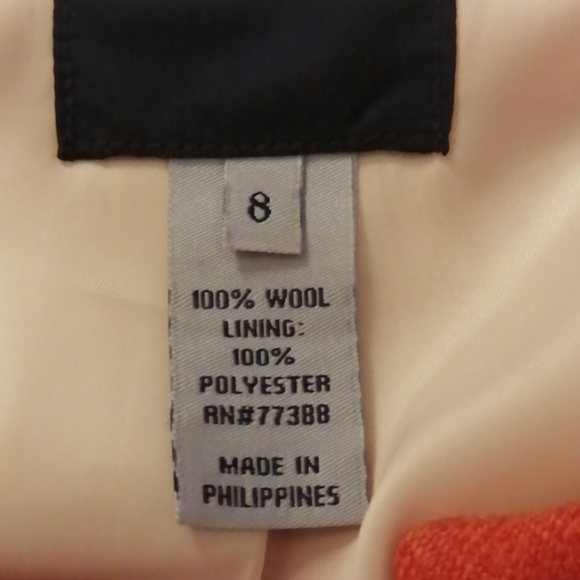 8
100% WOOL
LINING:
100%
POLYESTER
RN#77388
MADE IN
PHILIPPINES